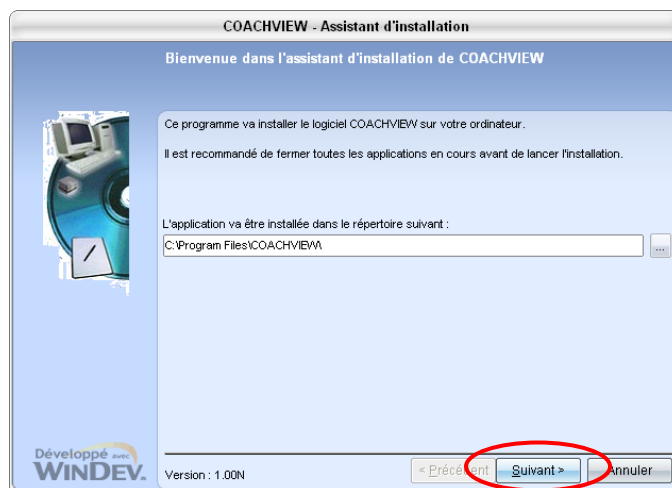 COACHVIEW - Assistant d'installation
Bienvenue dans l'assistant d'installation de COACHVIEW
Ce programme va installer le logiciel COACHVIEW sur votre ordinateur.
Il est recommandé de fermer toutes les applications en cours avant de lancer l'installation.
L'application va être installée dans le répertoire suivant :
C:\Program Files\COACHVIEW\
...
Développé avec
WINDEV.
Version : 1.00N
« Précédent
Suivant »
Annuler